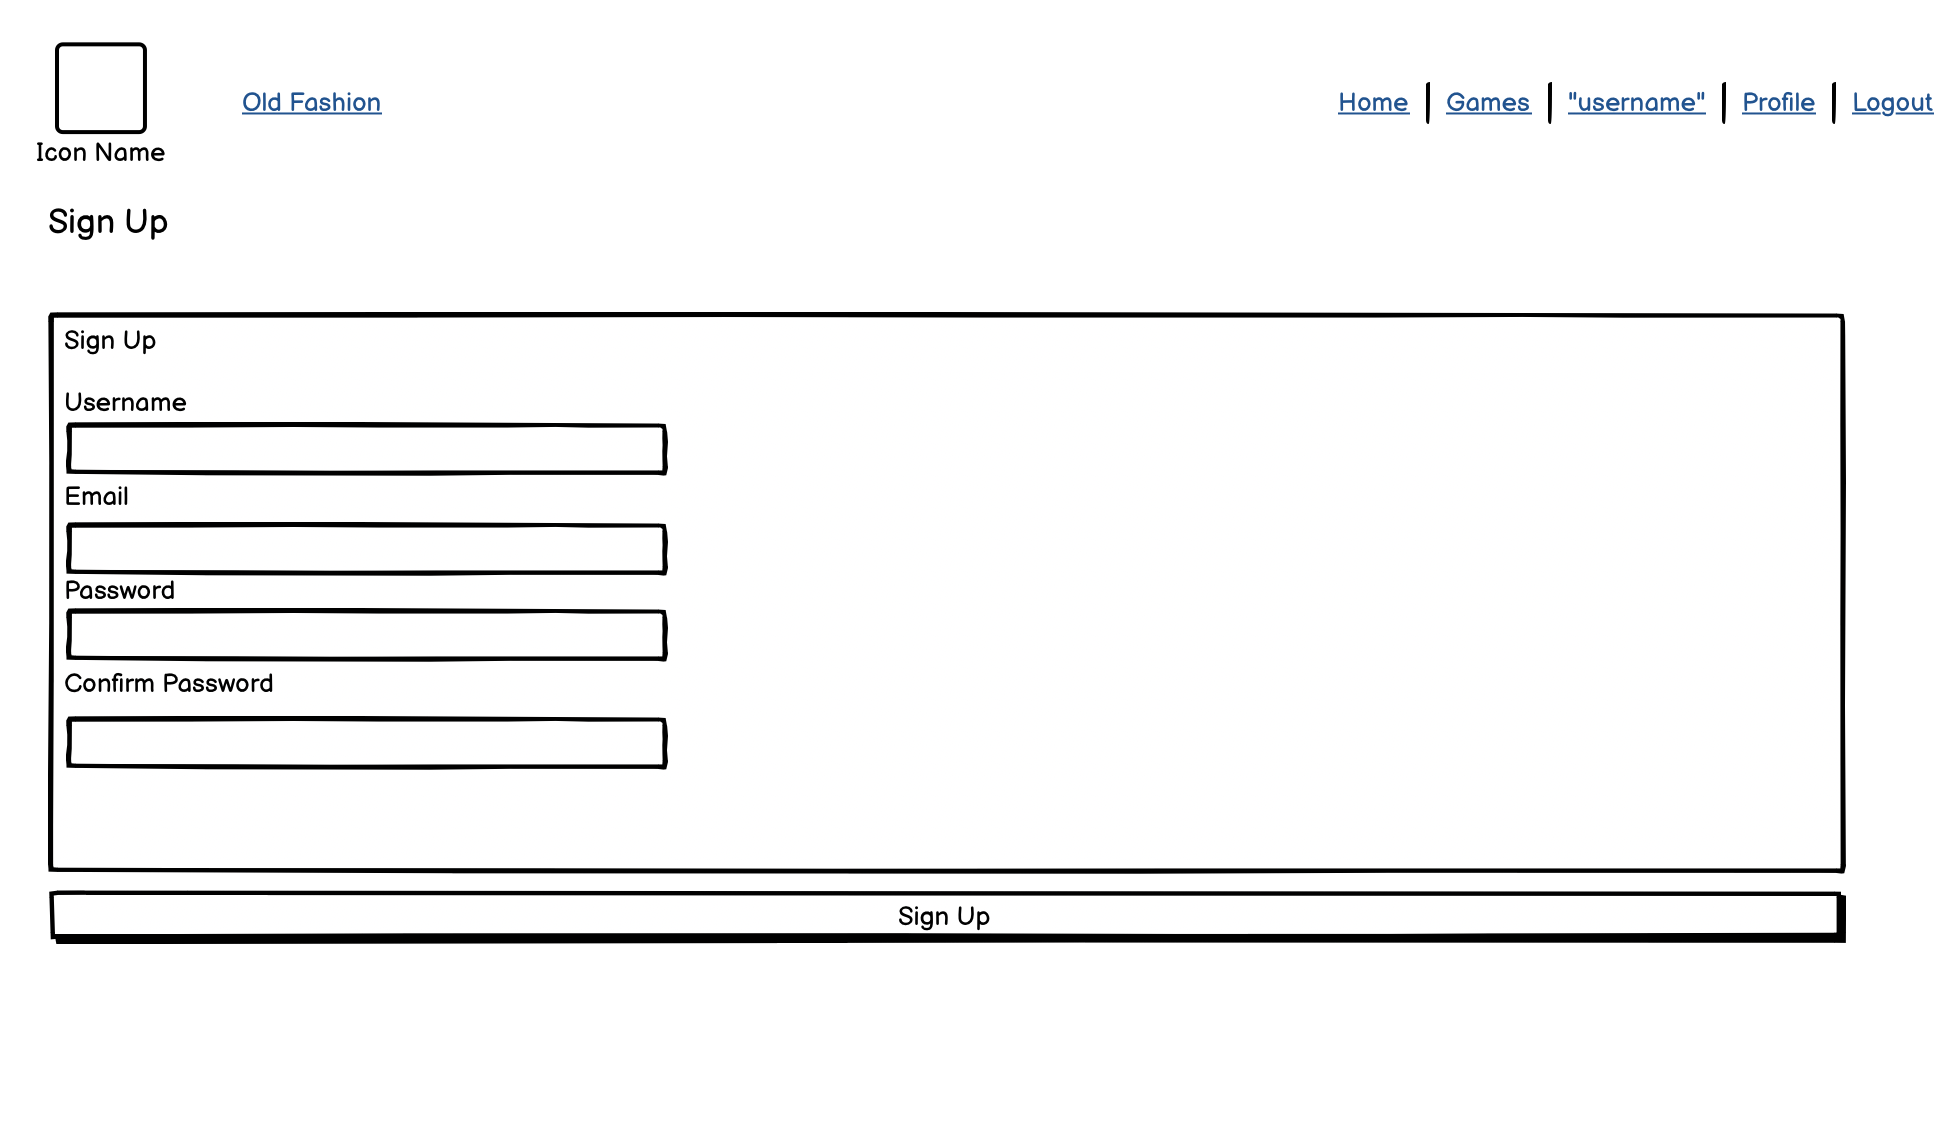 Old Fashion
Home Games "username" Profile Logout
Icon Name
Sign Up
Sign Up
Username
Email
Password
Confirm Password
Sign Up